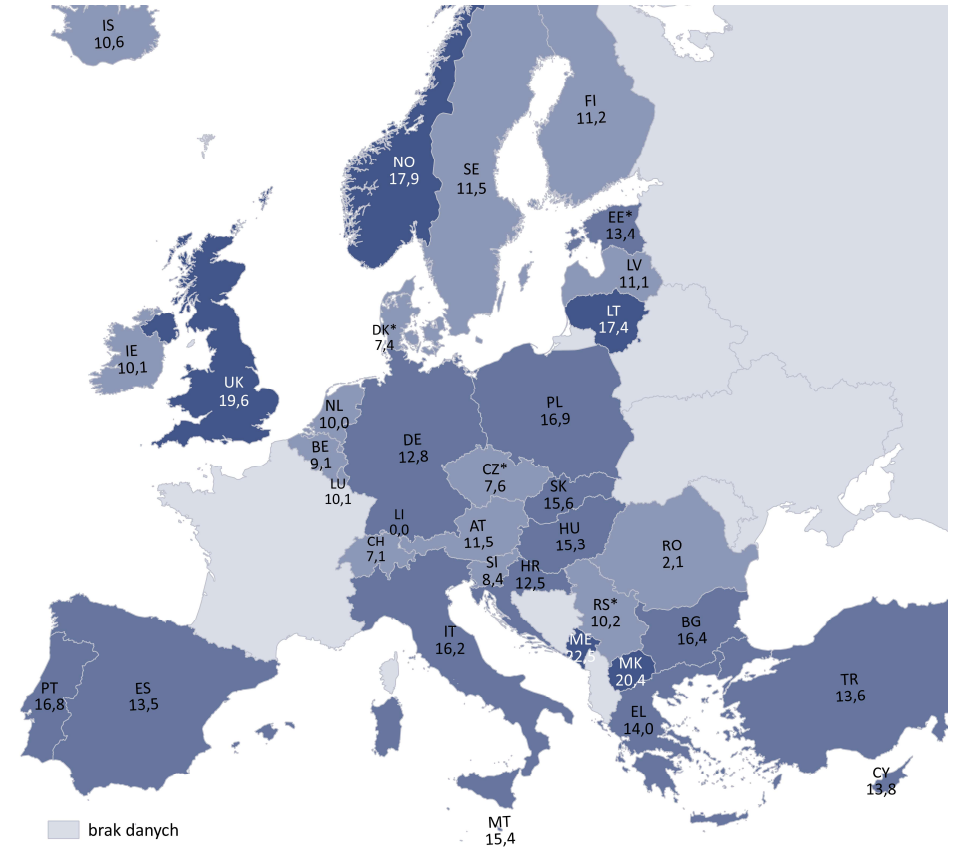 IS
10,6
FI
11,2
NO
17,9
SE
11,5
EE*
13,4
LV
11,1
LT
17,4
DK*
7,4
IE
10,1
UK
19,6
NL
10,0
PL
16,9
DE
12,8
BE
9,1
CZ*
7,6
LU
10,1
SK
15,6
LI
0,0
AT
11,5
HU
15,3
CH
7,1
RO
2,1
SI
8,4
HR
12,5
RS*
10,2
BG
16,4
IT
16,2
ME
22,5
MK
20,4
PT
16,8
ES
13,5
TR
13,6
EL
14,0
CY
13,8
MT
15,4
brak danych